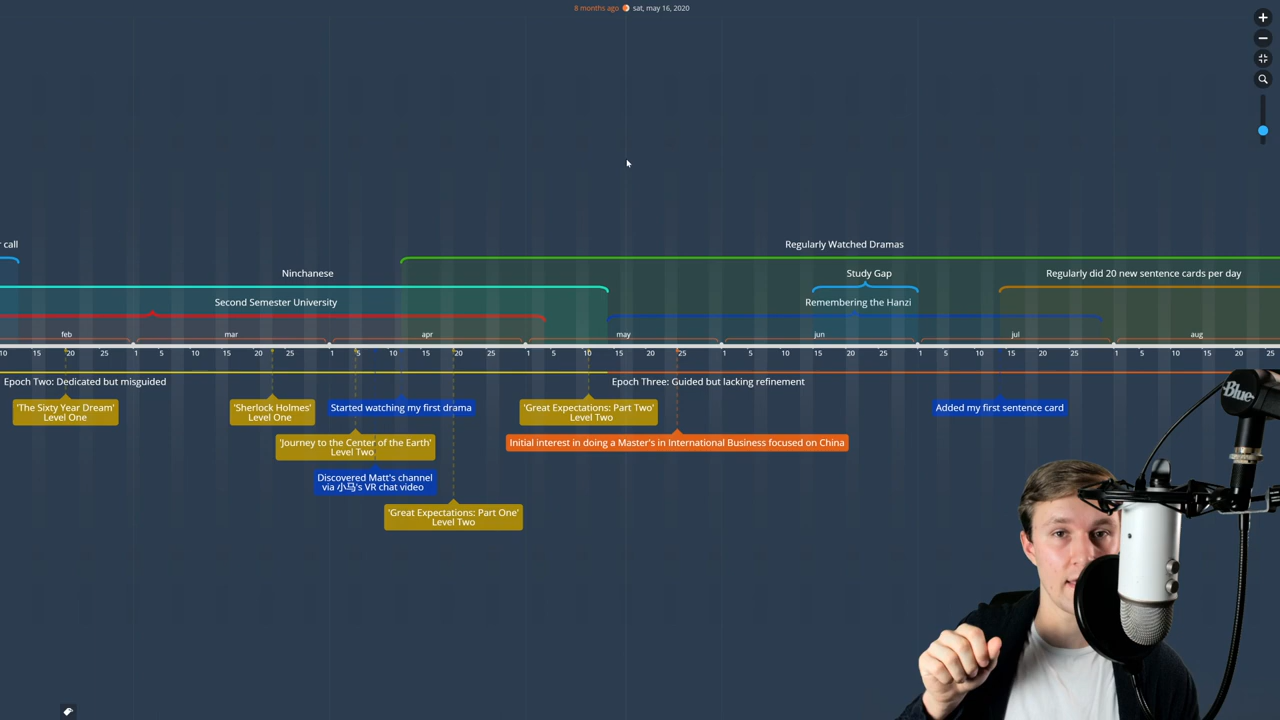 8 months ago sat, may 16, 2020
r call
Regularly Watched Dramas
Ninchanese
Study Gap
Regularly did 20 new sentence cards per day
Second Semester University
Remembering the Hanzi
feb mar apr may jun jul aug
10 15 20 25 5 10 15 20 25 5 10 15 20 25 5 10 15 20 25 5 10 15 20 25 5 10 15 20 25 5 10 15 20 25
Epoch Two: Dedicated but misguided
Epoch Three: Guided but lacking refinement
'The Sixty Year Dream'
Level One
'Sherlock Holmes'
Level One
Started watching my first drama
'Great Expectations: Part Two'
Level Two
Added my first sentence card
'Journey to the Center of the Earth'
Level Two
Initial interest in doing a Master's in International Business focused on China
Discovered Matt's channel
via 小马's VR chat video
'Great Expectations: Part One'
Level Two
Blue